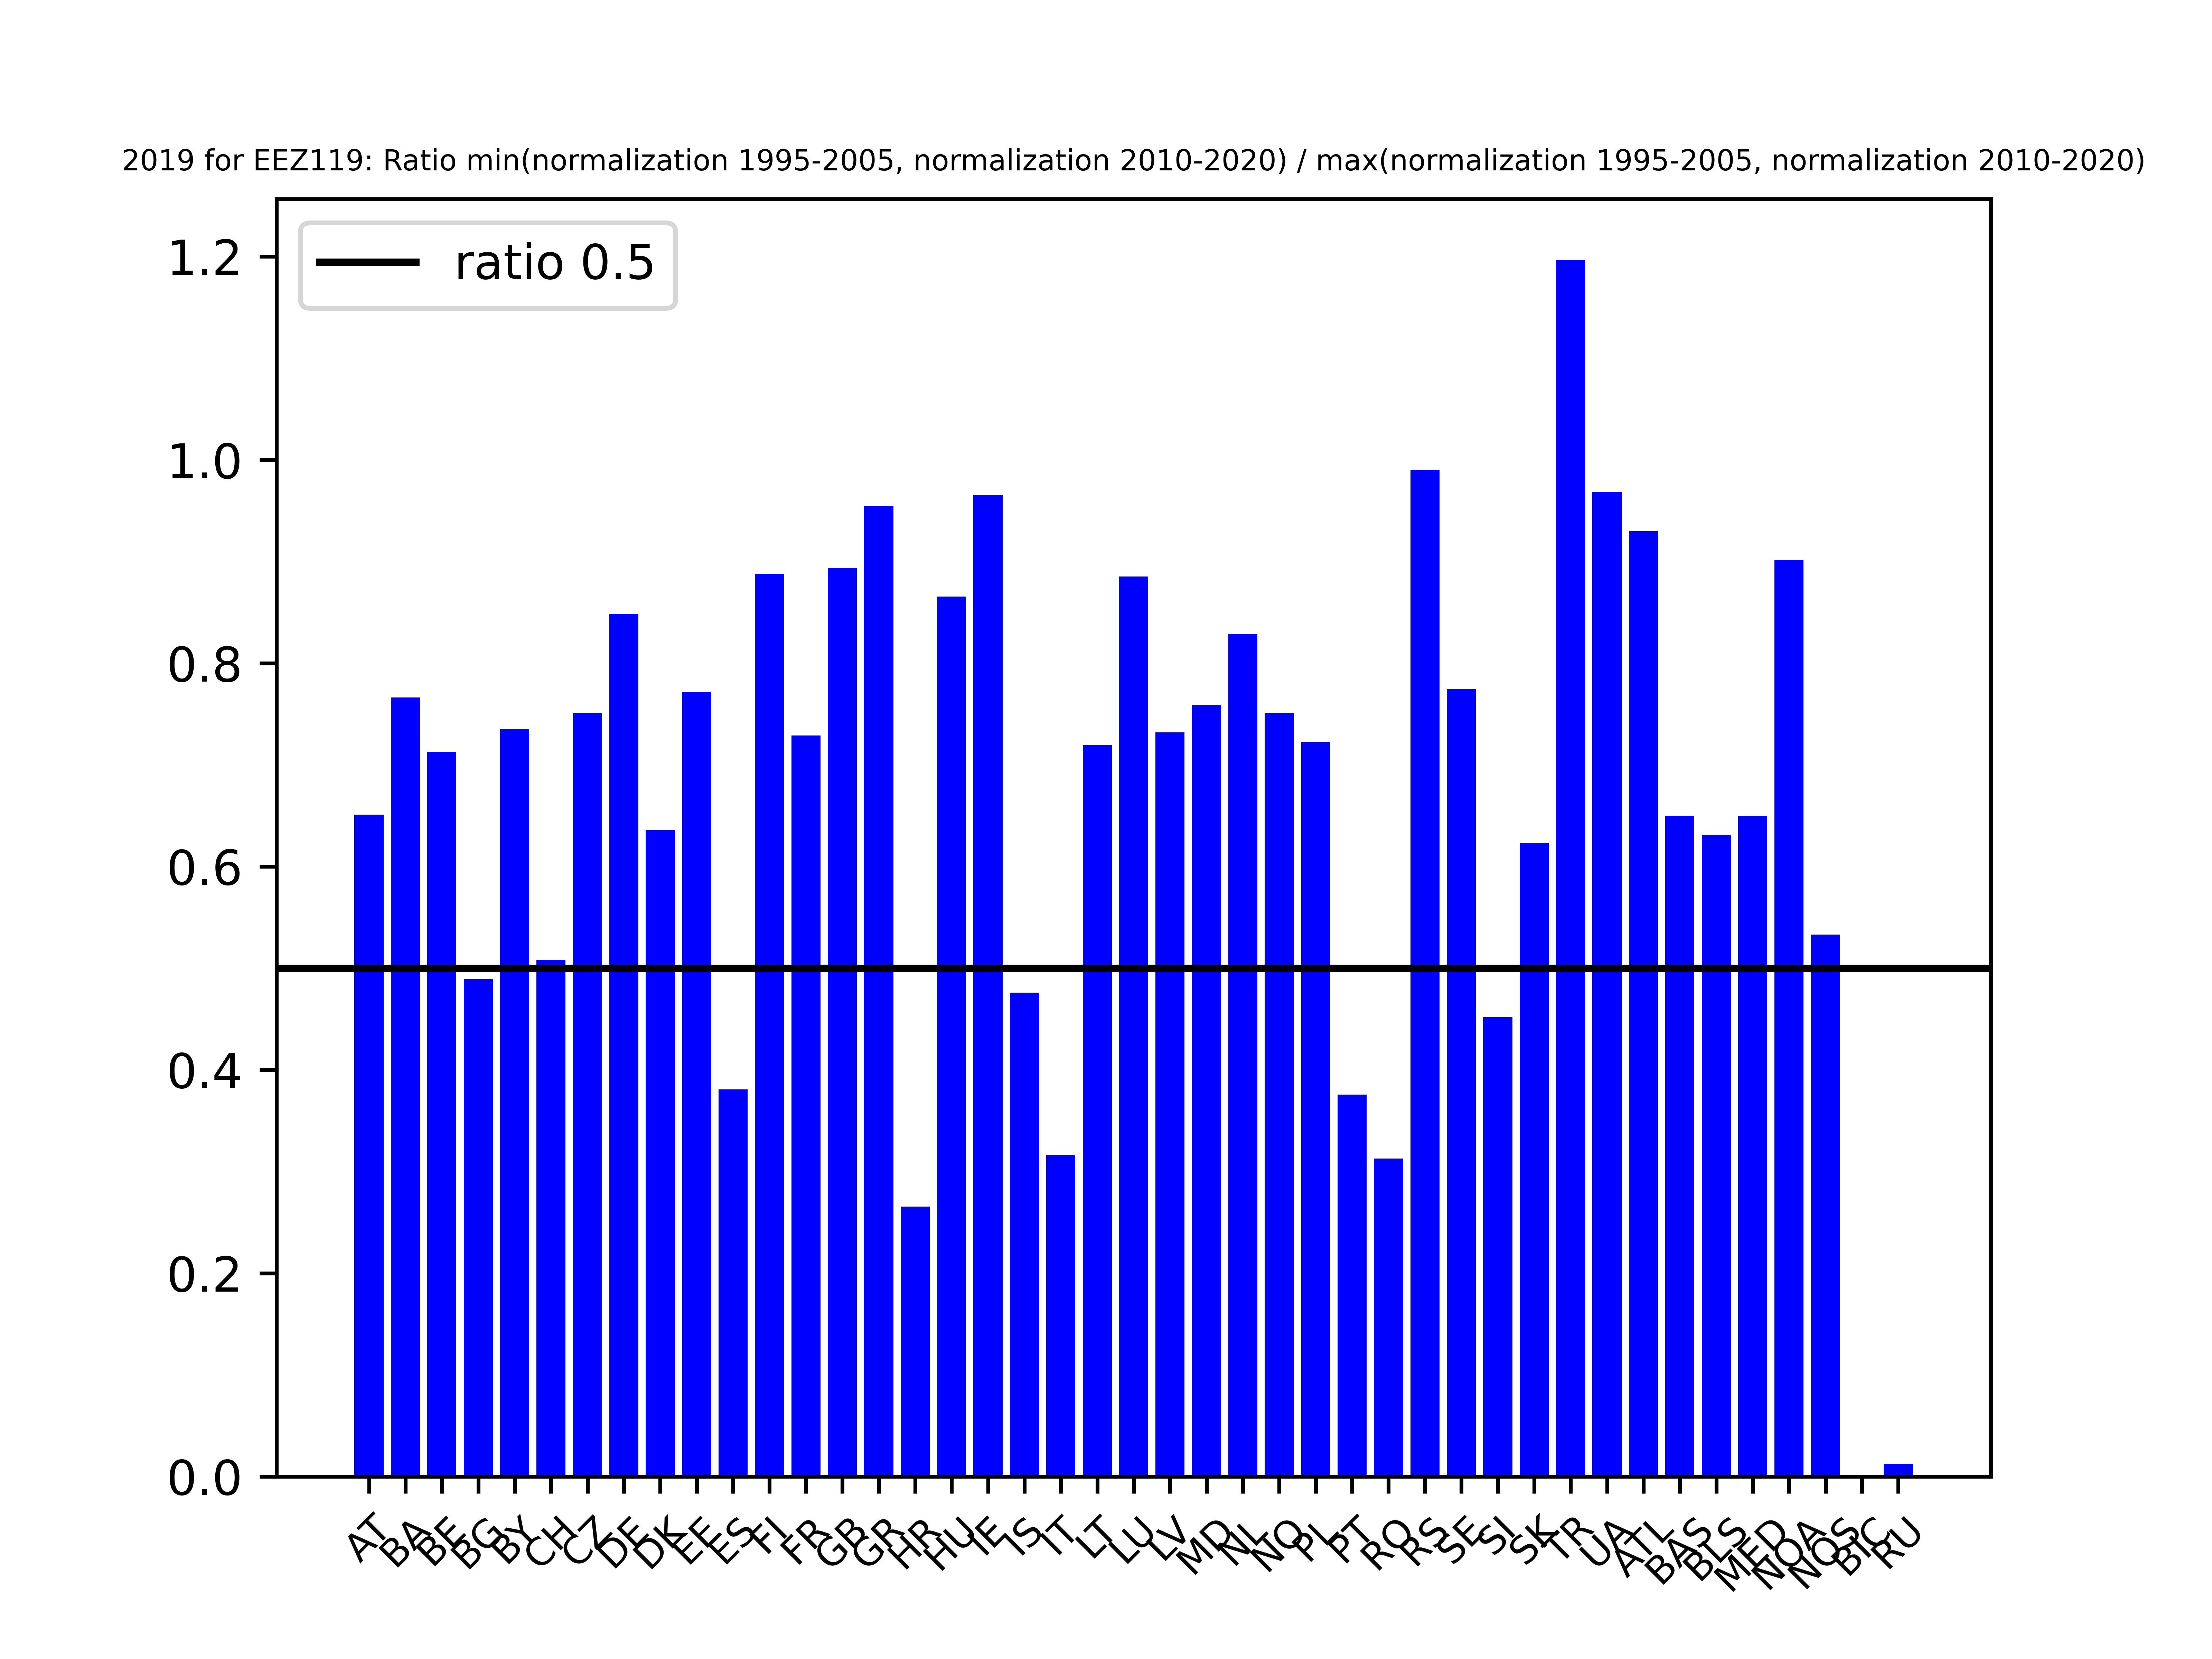 2019 for EEZ119: Ratio min(normalization 1995-2005, normalization 2010-2020) / max(normalization 1995-2005, normalization 2010-2020)
ratio 0.5
1.2
1.0
0.8
0.6
0.4
0.2
0.0
AT BA BE BG BY CH CZ DE DK EE ES FI FR GB GR HR HU IE IS IT LT LU LV MD NL NO PL PT RO RS SE SI SK TR UA ATL BAS BLS MED NOA NOS BIC RU